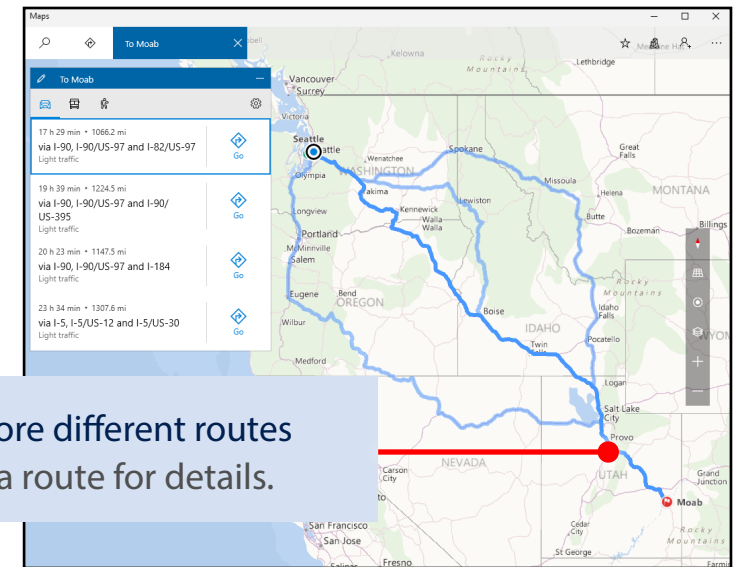 Maps
To Moab
To Moab
17 h 29 min • 1066.2 mi
via I-90, I-90/US-97 and I-82/US-97
Light traffic
Go
19 h 39 min • 1224.5 mi
via I-90, I-90/US-97 and I-90/
US-395
Light traffic
Go
20 h 23 min • 1147.5 mi
via I-90, I-90/US-97 and I-184
Light traffic
Go
23 h 34 min • 1307.6 mi
via I-5, I-5/US-12 and I-5/US-30
Light traffic
Go
different routes
a route for details.
Kelowna
Rocky
Mountains
Lethbridge
Vancouver
Surrey
Victoria
Seattle
Spokane
Great
Falls
Wenatchee
WASHINGTON
Olympia
Missoula
Helena
MONTANA
Yakima
Lewiston
Longview
Kennewick
Walla
Walla
Butte
Billings
Bozeman
Portland
McMinnville
Salem
Rocky
Mountains
Eugene
Bend
OREGON
Idaho
Falls
Boise
IDAHO
Wilbur
Pocatello
Twin
Medford
Logan
Salt Lake
City
Provo
NEVADA
UTAH
Carson
City
Grand
Junction
Moab
San Francisco
San Jose
Cedar
City
Rocky
Mountains
St George
Fresno